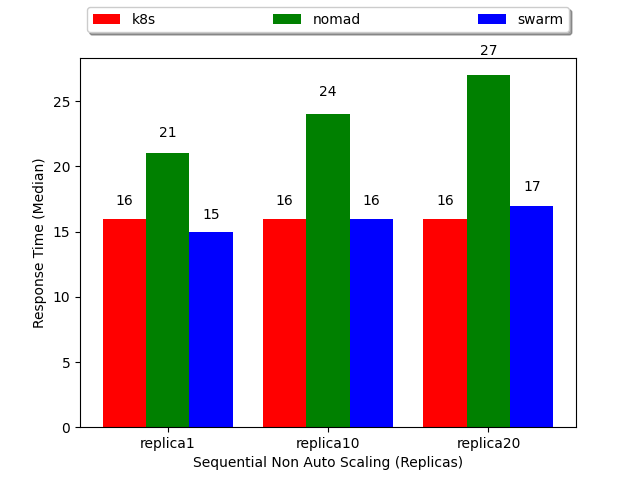 k8s nomad swarm
27
25
24
21
20
17
16 16 16 16
15
15
10
5
0
replica1 replica10 replica20
Sequential Non Auto Scaling (Replicas)
Response Time (Median)